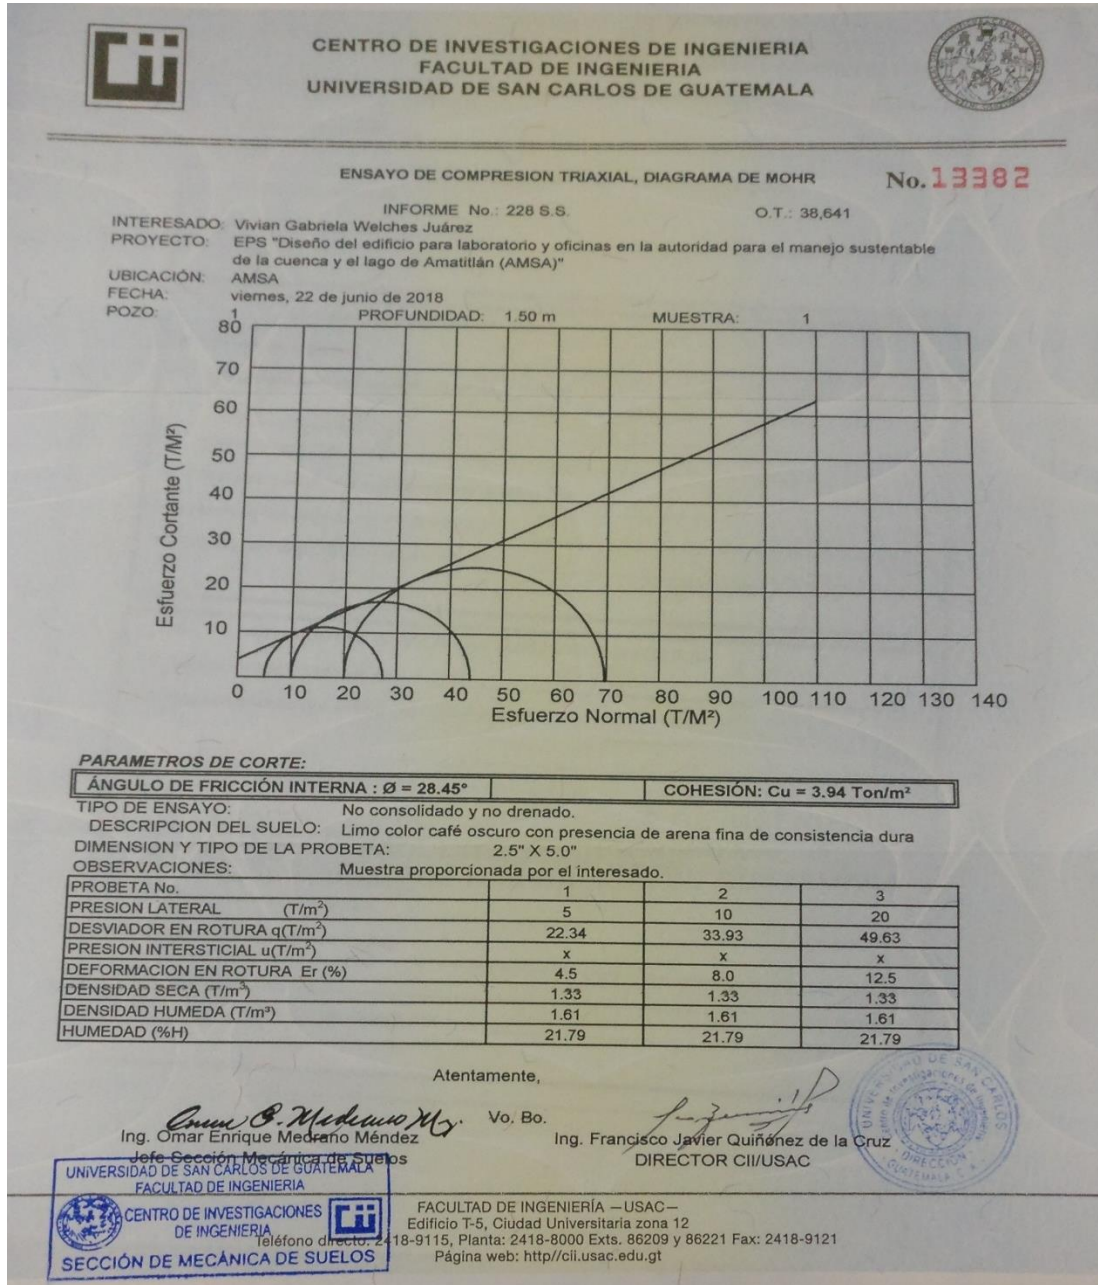 Cii
CENTRO DE INVESTIGACIONES DE INGENIERIA
FACULTAD DE INGENIERIA
UNIVERSIDAD DE SAN CARLOS DE GUATEMALA
ENSAYO DE COMPRESION TRIAXIAL, DIAGRAMA DE MOHR No. 13382
INFORME No.: 228 S.S. O.T.: 38,641
INTERESADO: Vivian Gabriela Welches Juárez
PROYECTO: EPS "Diseño del edificio para laboratorio y oficinas en la autoridad para el manejo sustentable
de la cuenca y el lago de Amatitlán (AMSA)"
UBICACIÓN: AMSA
FECHA: viernes, 22 de junio de 2018
POZO: 1 PROFUNDIDAD: 1.50 m MUESTRA: 1
80
70
60
50
40
30
20
10
Esfuerzo Cortante (T/M²)
0 10 20 30 40 50 60 70 80 90 100 110 120 130 140
Esfuerzo Normal (T/M²)
PARAMETROS DE CORTE:
ÁNGULO DE FRICCIÓN INTERNA : Ø = 28.45° COHESIÓN: Cu = 3.94 Ton/m²
TIPO DE ENSAYO: No consolidado y no drenado.
DESCRIPCION DEL SUELO: Limo color café oscuro con presencia de arena fina de consistencia dura
DIMENSION Y TIPO DE LA PROBETA: 2.5" X 5.0"
OBSERVACIONES: Muestra proporcionada por el interesado.
PROBETA No. 1 2 3
PRESION LATERAL (T/m²) 5 10 20
DESVIADOR EN ROTURA q(T/m²) 22.34 33.93 49.63
PRESION INTERSTICIAL u(T/m²) x x x
DEFORMACION EN ROTURA Er (%) 4.5 8.0 12.5
DENSIDAD SECA (T/m³) 1.33 1.33 1.33
DENSIDAD HUMEDA (T/m³) 1.61 1.61 1.61
HUMEDAD (%H) 21.79 21.79 21.79
Atentamente,
Vo. Bo.
Ing. Omar Enrique Medrano Méndez
Jefe Sección Mecánica de Suelos
Ing. Francisco Javier Quiñónez de la Cruz
DIRECTOR CII/USAC
UNIVERSIDAD DE SAN CARLOS DE GUATEMALA
FACULTAD DE INGENIERIA
CENTRO DE INVESTIGACIONES
DE INGENIERIA
Cii
SECCIÓN DE MECÁNICA DE SUELOS
FACULTAD DE INGENIERÍA —USAC—
Edificio T-5, Ciudad Universitaria zona 12
Teléfono directo: 2418-9115, Planta: 2418-8000 Exts. 86209 y 86221 Fax: 2418-9121
Página web: http//cii.usac.edu.gt